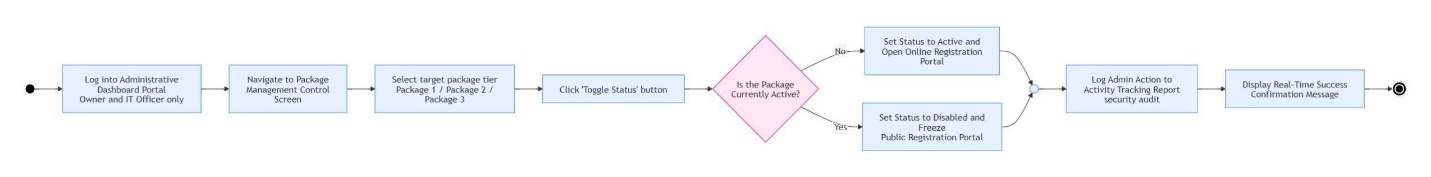 Log into Administrative
Dashboard Portal
Owner and IT Officer only
Navigate to Package
Management Control
Screen
Select target package tier
Package 1 / Package 2 /
Package 3
Click 'Toggle Status' button
Is the Package
Currently Active?
No
Set Status to Active and
Open Online Registration
Portal
Yes
Set Status to Disabled and
Freeze
Public Registration Portal
Log Admin Action to
Activity Tracking Report
security audit
Display Real-Time Success
Confirmation Message